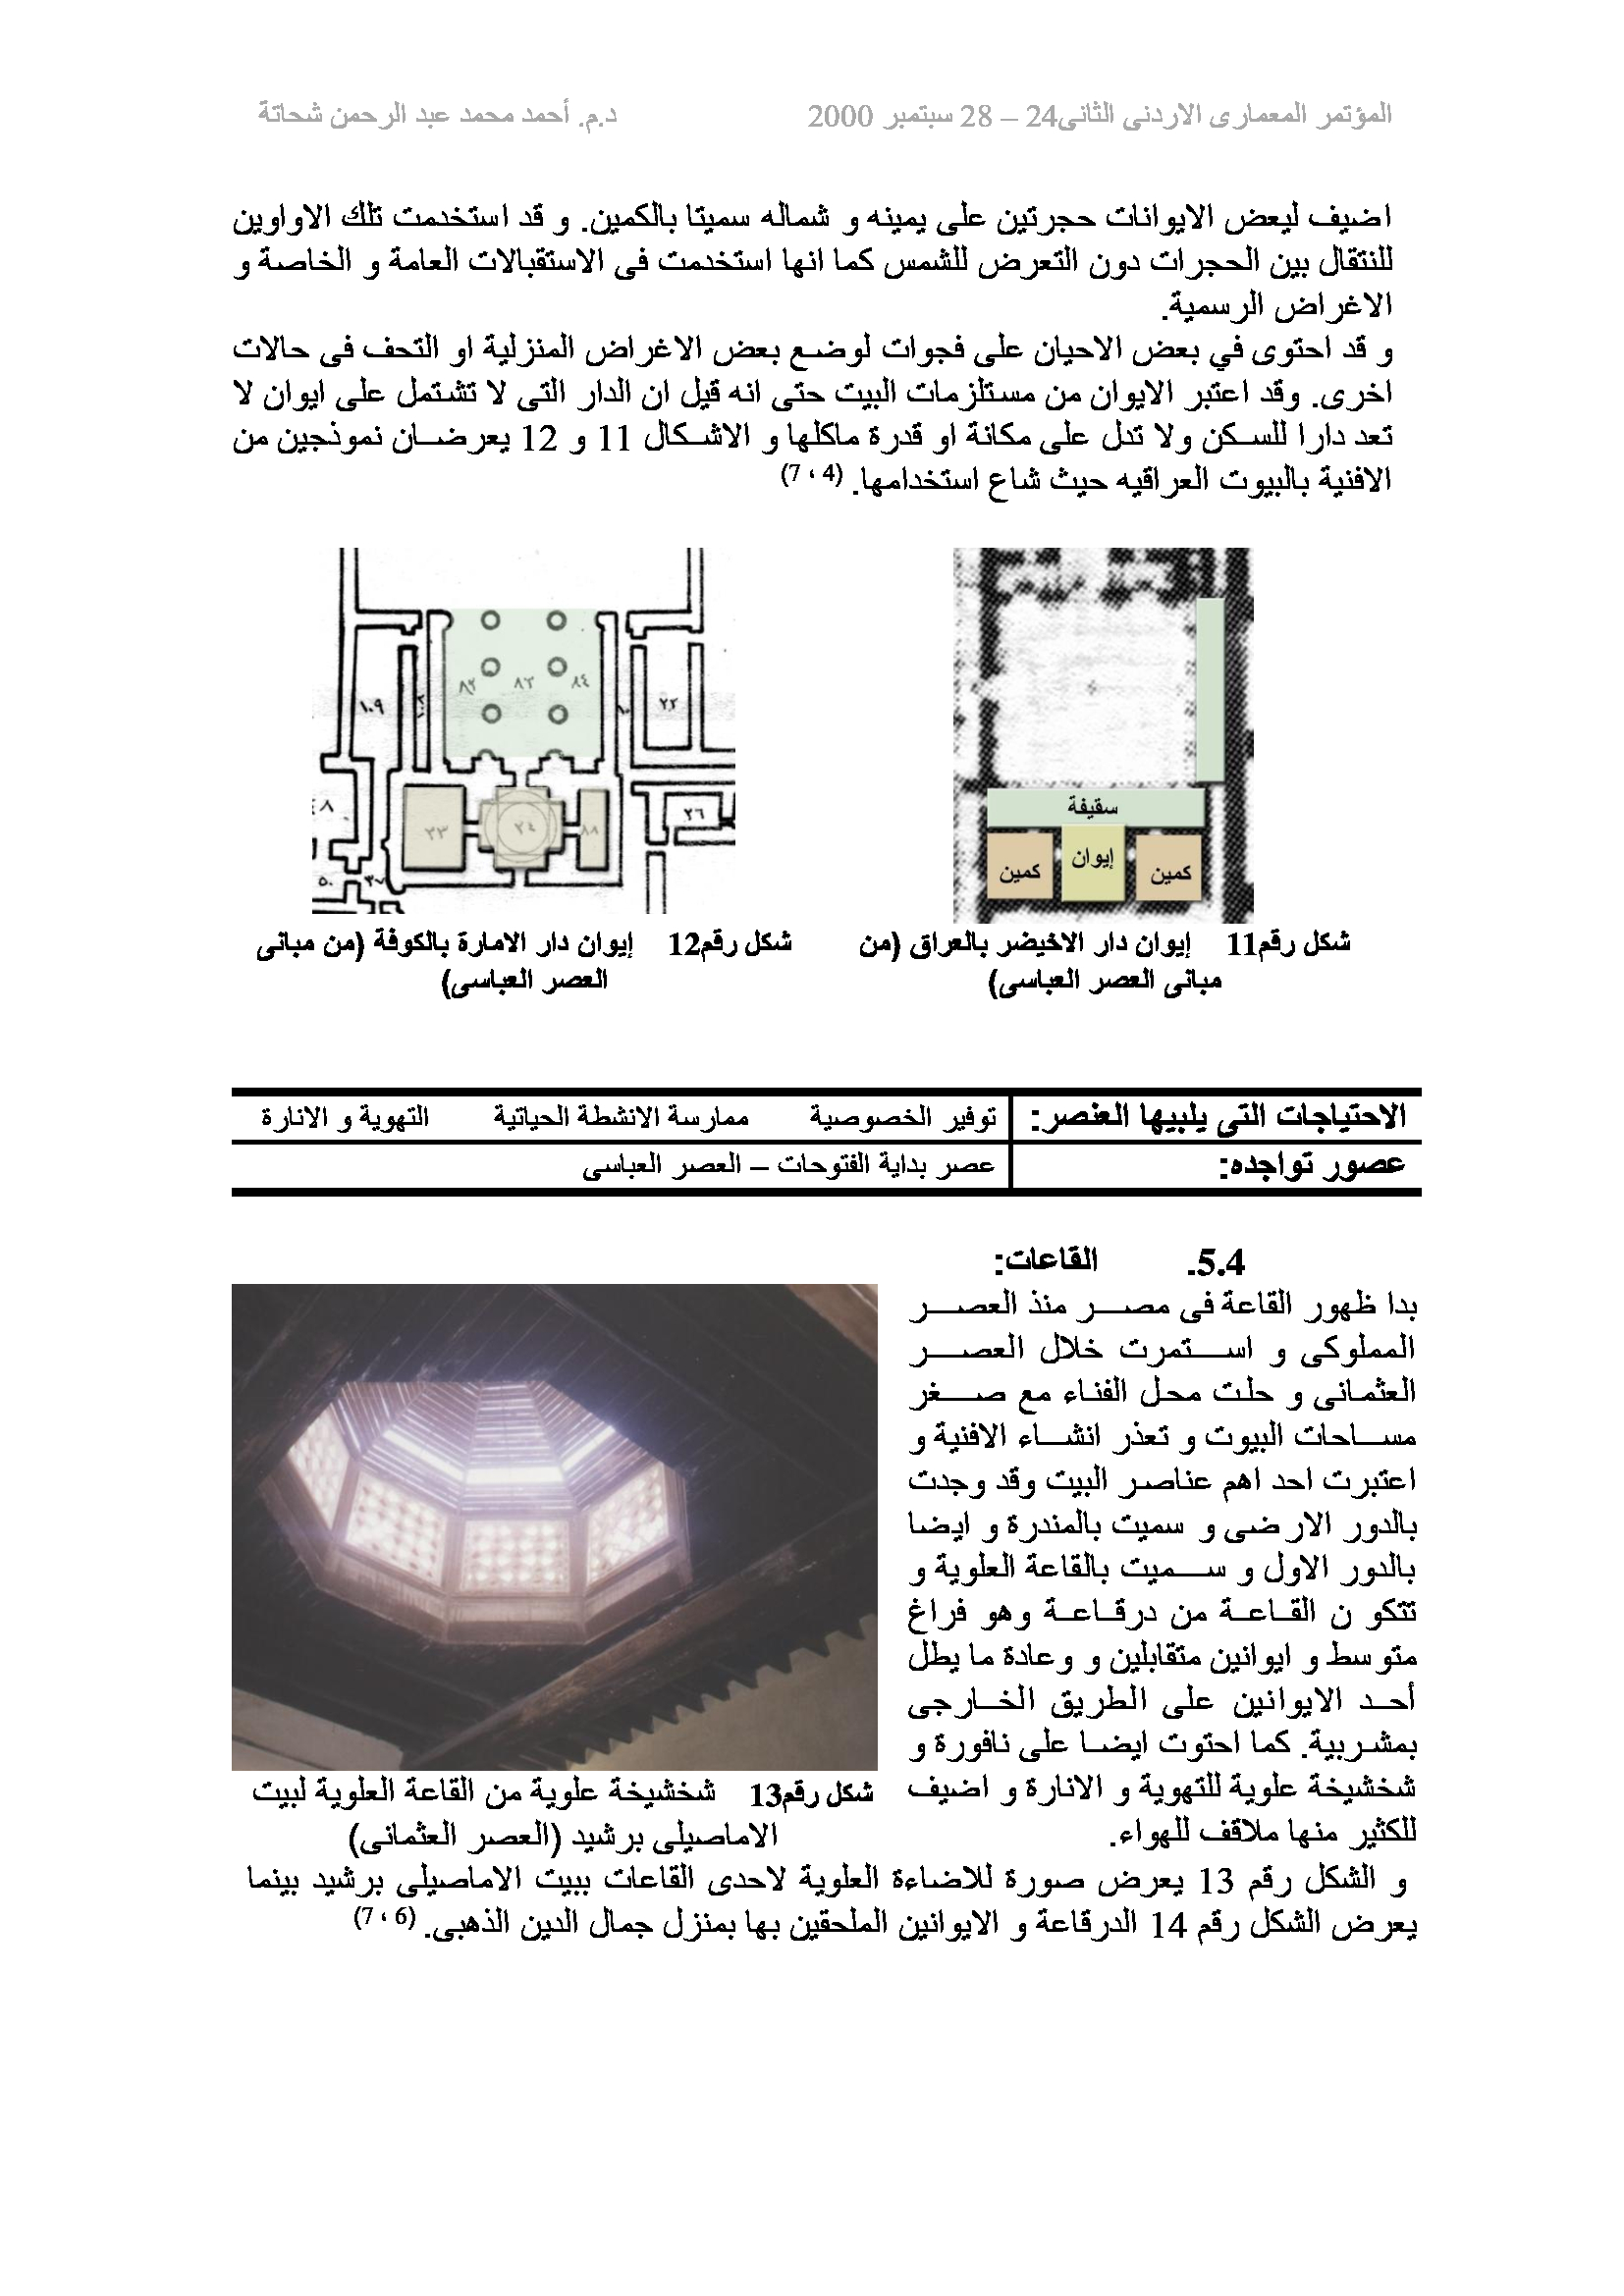 المؤتمر المعمارى الاردنى الثانى24 – 28 سبتمبر 2000 د.م. أحمد محمد عبد الرحمن شحاتة
اضيف ليعض الايوانات حجرتين على يمينه و شماله سميتا بالكمين. و قد استخدمت تلك الاواوين
للنتقال بين الحجرات دون التعرض للشمس كما انها استخدمت فى الاستقبالات العامة و الخاصة و
الاغراض الرسمية.
و قد احتوى في بعض الاحيان على فجوات لوضع بعض الاغراض المنزلية او التحف فى حالات
اخرى. وقد اعتبر الايوان من مستلزمات البيت حتى انه قيل ان الدار التى لا تشتمل على ايوان لا
تعد دارا للسكن ولا تدل على مكانة او قدرة ماكلها و الاشكال 11 و 12 يعرضان نموذجين من
الافنية بالبيوت العراقيه حيث شاع استخدامها. (4 ، 7)
سقيفة
كمين إيوان كمين
٨٢ ٨٣ ٨٤
١٠٩ ٢٢
٢٣ ٢٤ ٨٨ ٢٦
شكل رقم11 إيوان دار الاخيضر بالعراق (من
مبانى العصر العباسى)
شكل رقم12 إيوان دار الامارة بالكوفة (من مبانى
العصر العباسى)
الاحتياجات التى يلبيها العنصر: توفير الخصوصية ممارسة الانشطة الحياتية التهوية و الانارة
عصور تواجده: عصر بداية الفتوحات – العصر العباسى
5.4. القاعات:
بدا ظهور القاعة فى مصر منذ العصر
المملوكى و استمرت خلال العصر
العثمانى و حلت محل الفناء مع صغر
مساحات البيوت و تعذر انشاء الافنية و
اعتبرت احد اهم عناصر البيت وقد وجدت
بالدور الارضى و سميت بالمندرة و ايضا
بالدور الاول و سميت بالقاعة العلوية و
تتكو ن القاعة من درقاعة وهو فراغ
متوسط و ايوانين متقابلين و وعادة ما يطل
أحد الايوانين على الطريق الخارجى
بمشربية. كما احتوت ايضا على نافورة و
شخشيخة علوية للتهوية و الانارة و اضيف
للكثير منها ملاقف للهواء.
شكل رقم13 شخشيخة علوية من القاعة العلوية لبيت
الاماصيلى برشيد (العصر العثمانى)
و الشكل رقم 13 يعرض صورة للاضاءة العلوية لاحدى القاعات ببيت الاماصيلى برشيد بينما
يعرض الشكل رقم 14 الدرقاعة و الايوانين الملحقين بها بمنزل جمال الدين الذهبى. (6 ، 7)